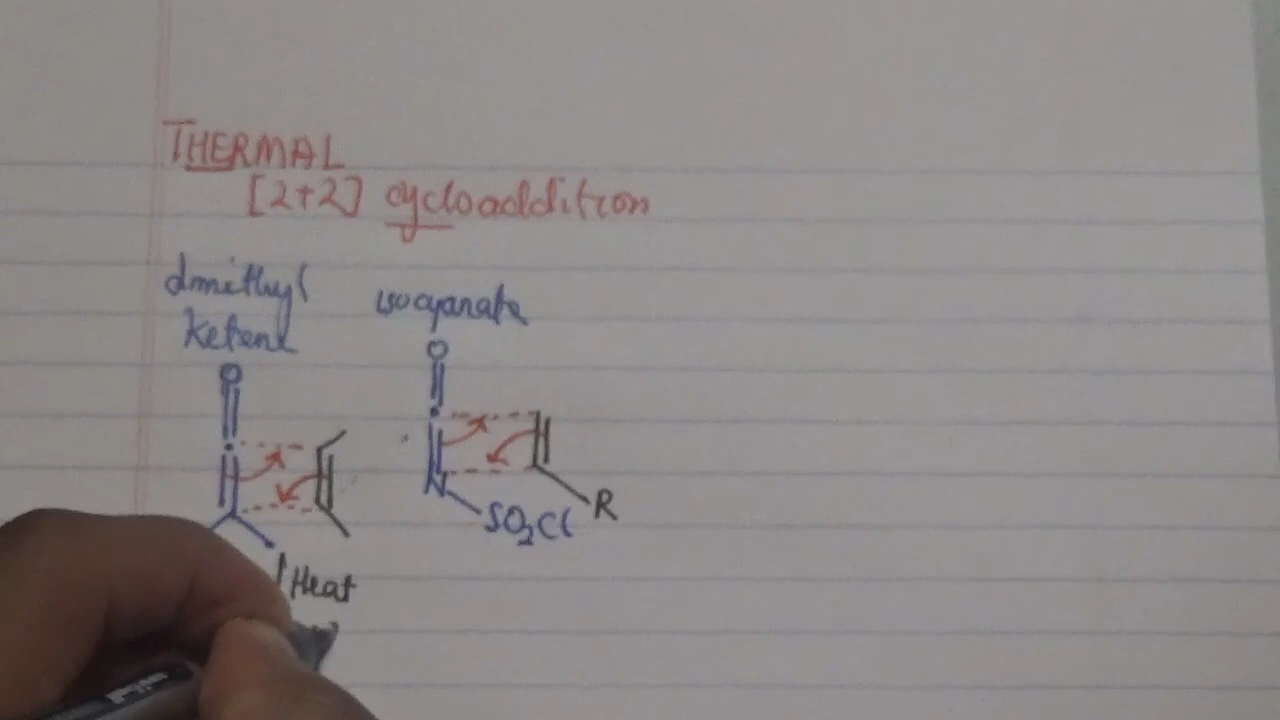 THERMAL
[2+2] cycloaddition
dimethyl
ketene
isocyanate
O
O
N
SO2Cl
R
Heat